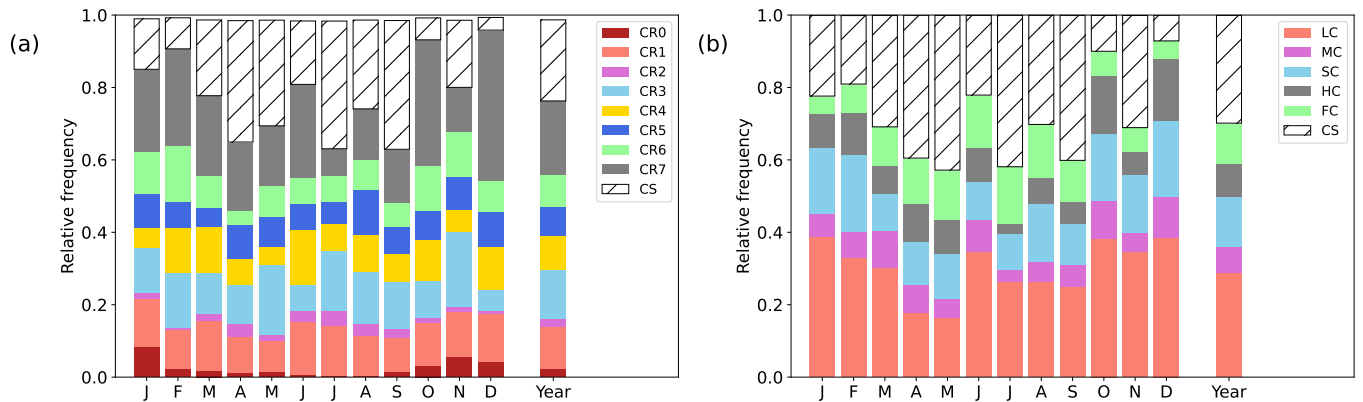 (a)
Relative frequency
1.0
0.8
0.6
0.4
0.2
0.0
J F M A M J J A S O N D Year
CR0
CR1
CR2
CR3
CR4
CR5
CR6
CR7
CS
(b)
Relative frequency
1.0
0.8
0.6
0.4
0.2
0.0
J F M A M J J A S O N D Year
LC
MC
SC
HC
FC
CS